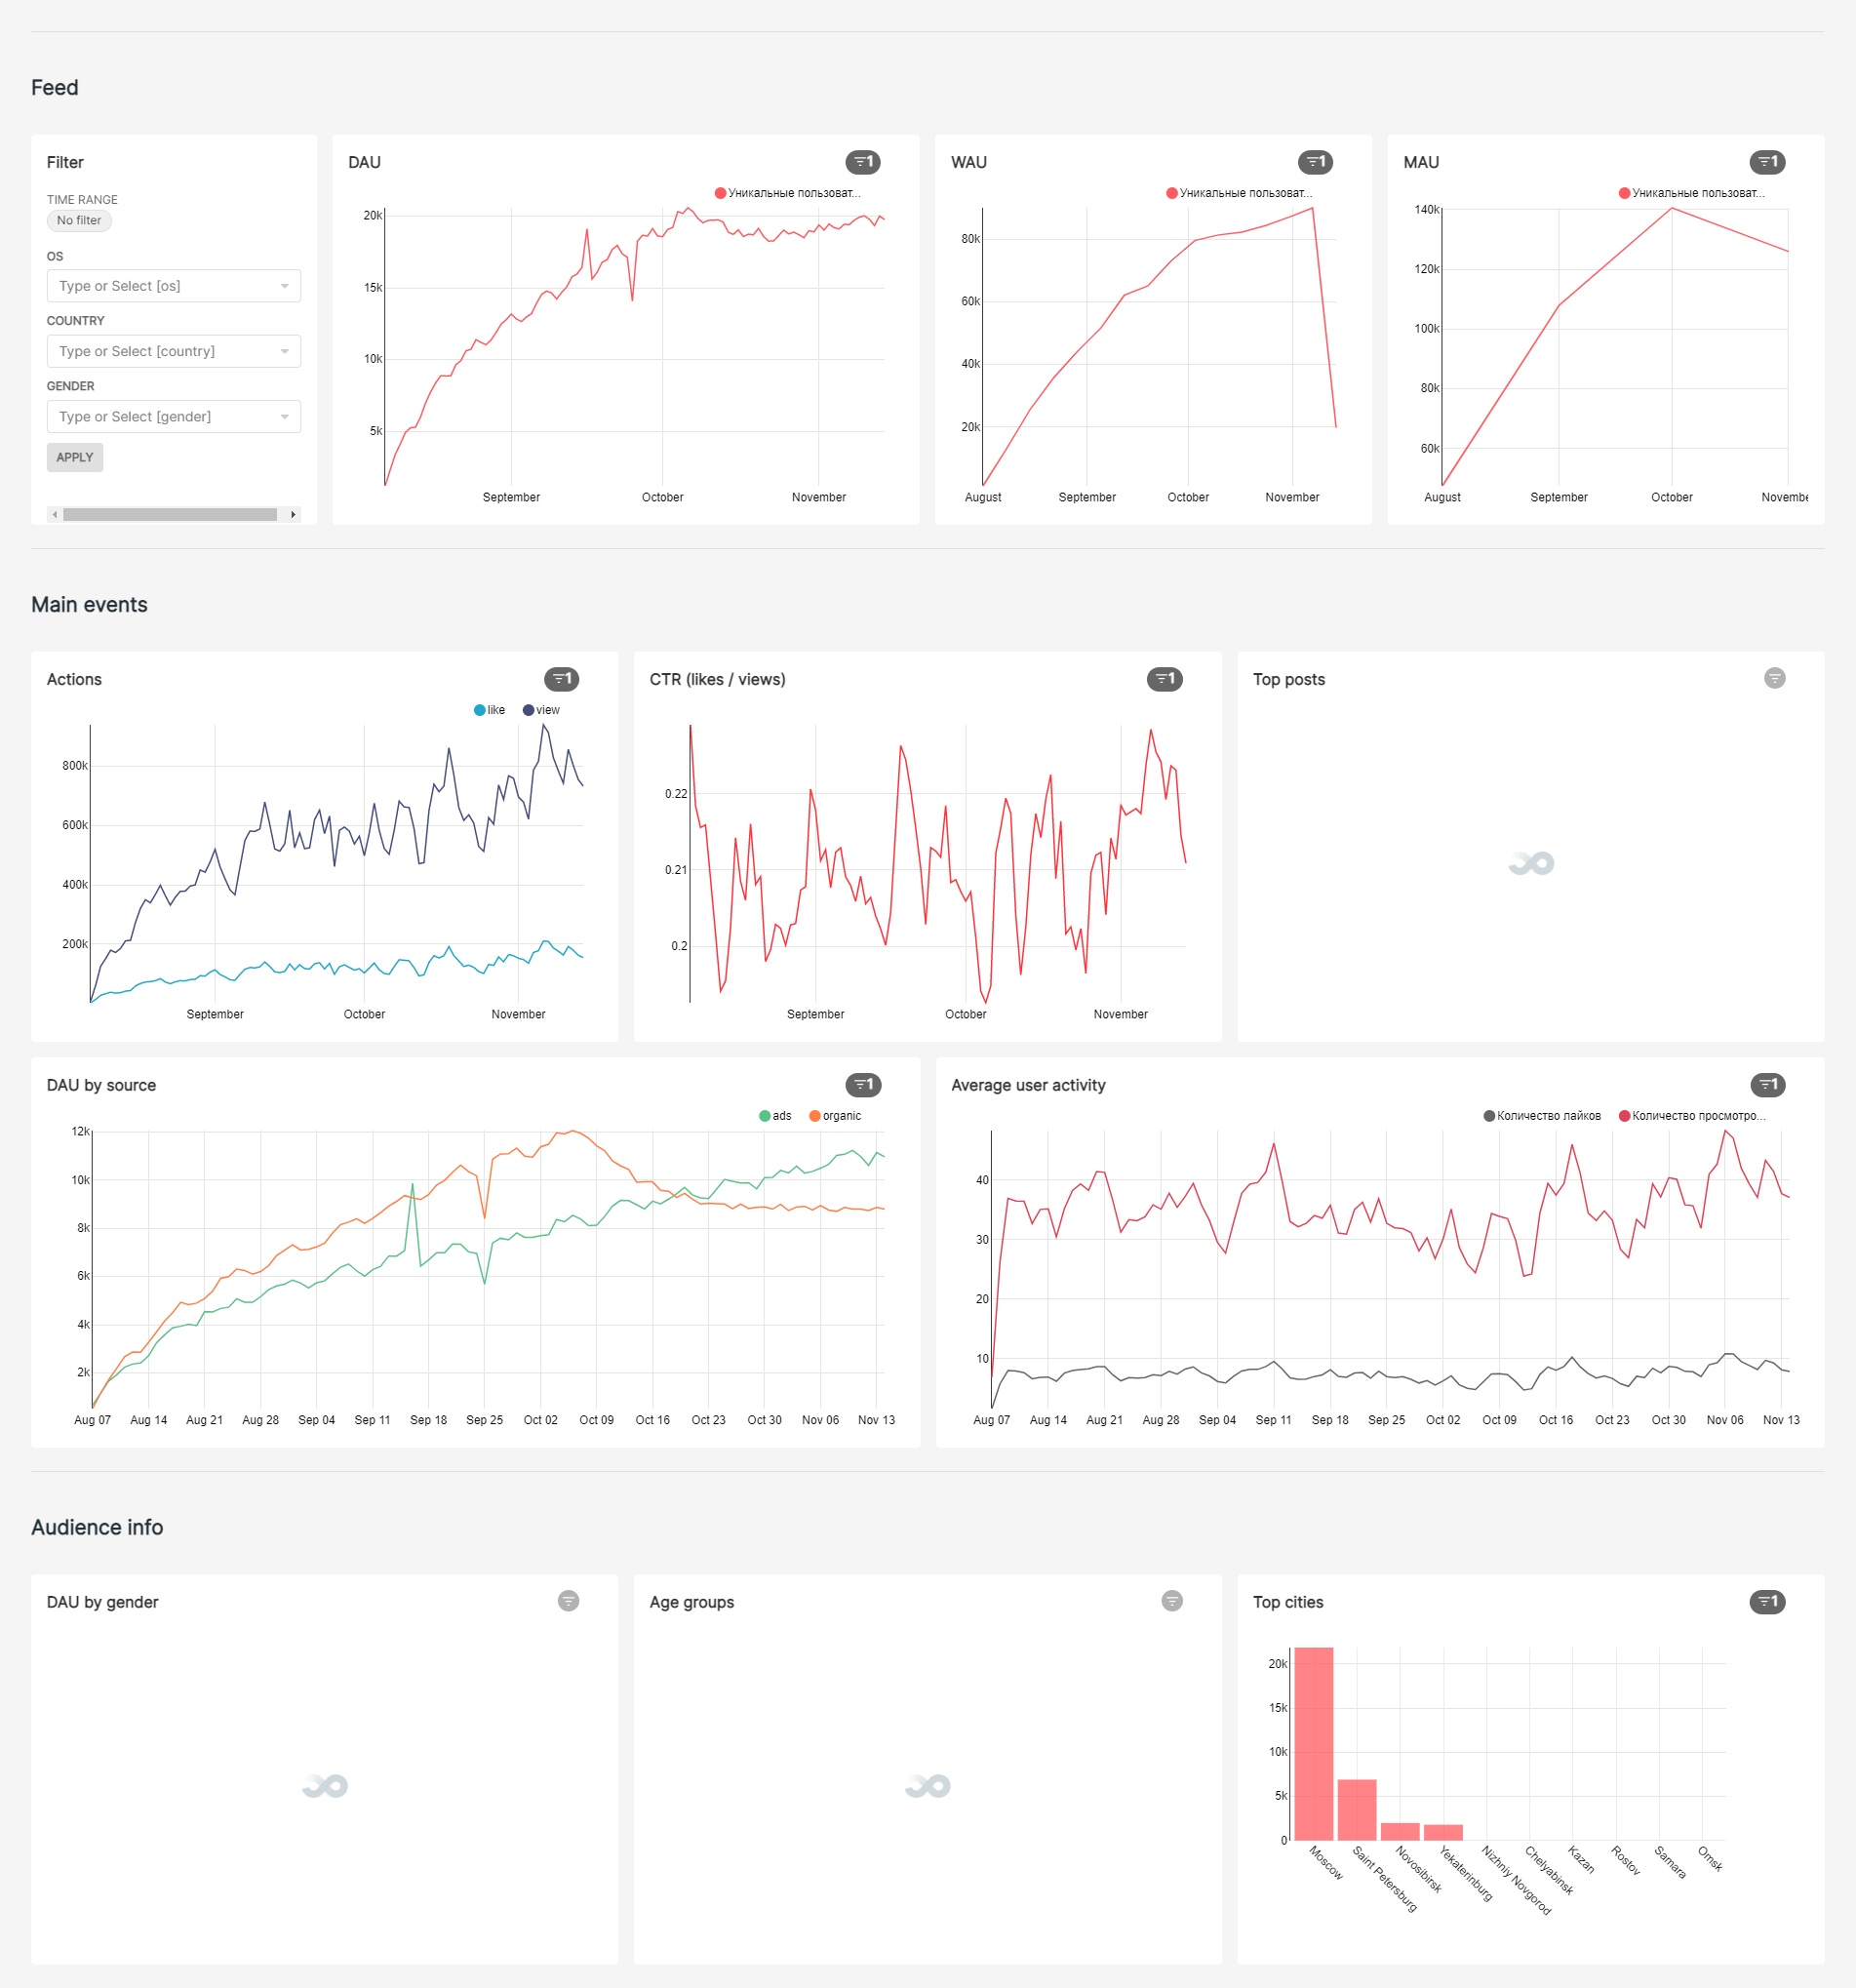 Feed
Filter
TIME RANGE
No filter
OS
Type or Select [os]
COUNTRY
Type or Select [country]
GENDER
Type or Select [gender]
APPLY
DAU
1
Уникальные пользоват...
20k
15k
10k
5k
September October November
WAU
1
Уникальные пользоват...
80k
60k
40k
20k
August September October November
MAU
1
Уникальные пользоват...
140k
120k
100k
80k
60k
August September October Novembe
Main events
Actions
1
like view
800k
600k
400k
200k
September October November
CTR (likes / views)
1
0.22
0.21
0.2
September October November
Top posts
DAU by source
1
ads organic
12k
10k
8k
6k
4k
2k
Aug 07 Aug 14 Aug 21 Aug 28 Sep 04 Sep 11 Sep 18 Sep 25 Oct 02 Oct 09 Oct 16 Oct 23 Oct 30 Nov 06 Nov 13
Average user activity
1
Количество лайков Количество просмотро...
40
30
20
10
Aug 07 Aug 14 Aug 21 Aug 28 Sep 04 Sep 11 Sep 18 Sep 25 Oct 02 Oct 09 Oct 16 Oct 23 Oct 30 Nov 06 Nov 13
Audience info
DAU by gender
Age groups
Top cities
1
20k
15k
10k
5k
0
Moscow
Saint Petersburg
Novosibirsk
Yekaterinburg
Nizhniy Novgorod
Chelyabinsk
Kazan
Rostov
Samara
Omsk